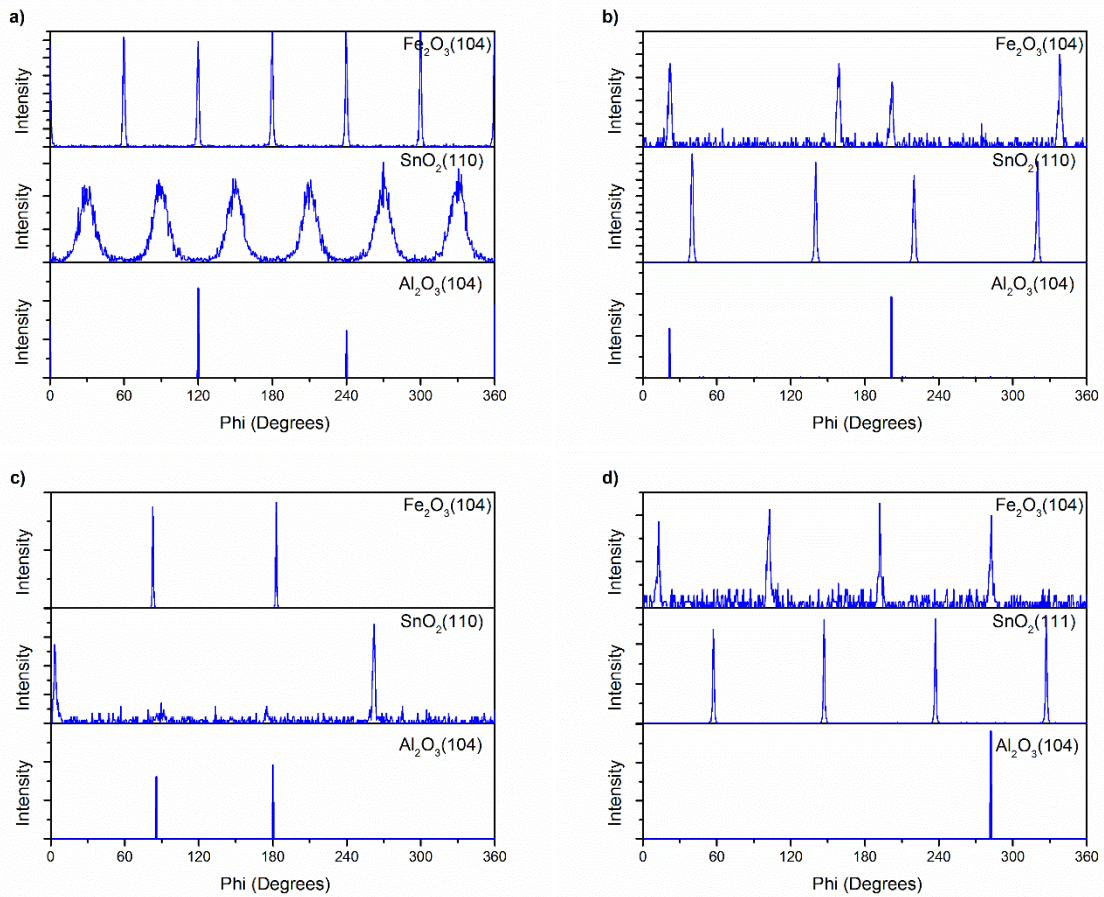 a)
Intensity
Fe₂O₃(104)
Intensity
SnO₂(110)
Intensity
Al₂O₃(104)
0 60 120 180 240 300 360
Phi (Degrees)
b)
Intensity
Fe₂O₃(104)
Intensity
SnO₂(110)
Intensity
Al₂O₃(104)
0 60 120 180 240 300 360
Phi (Degrees)
c)
Intensity
Fe₂O₃(104)
Intensity
SnO₂(110)
Intensity
Al₂O₃(104)
0 60 120 180 240 300 360
Phi (Degrees)
d)
Intensity
Fe₂O₃(104)
Intensity
SnO₂(111)
Intensity
Al₂O₃(104)
0 60 120 180 240 300 360
Phi (Degrees)